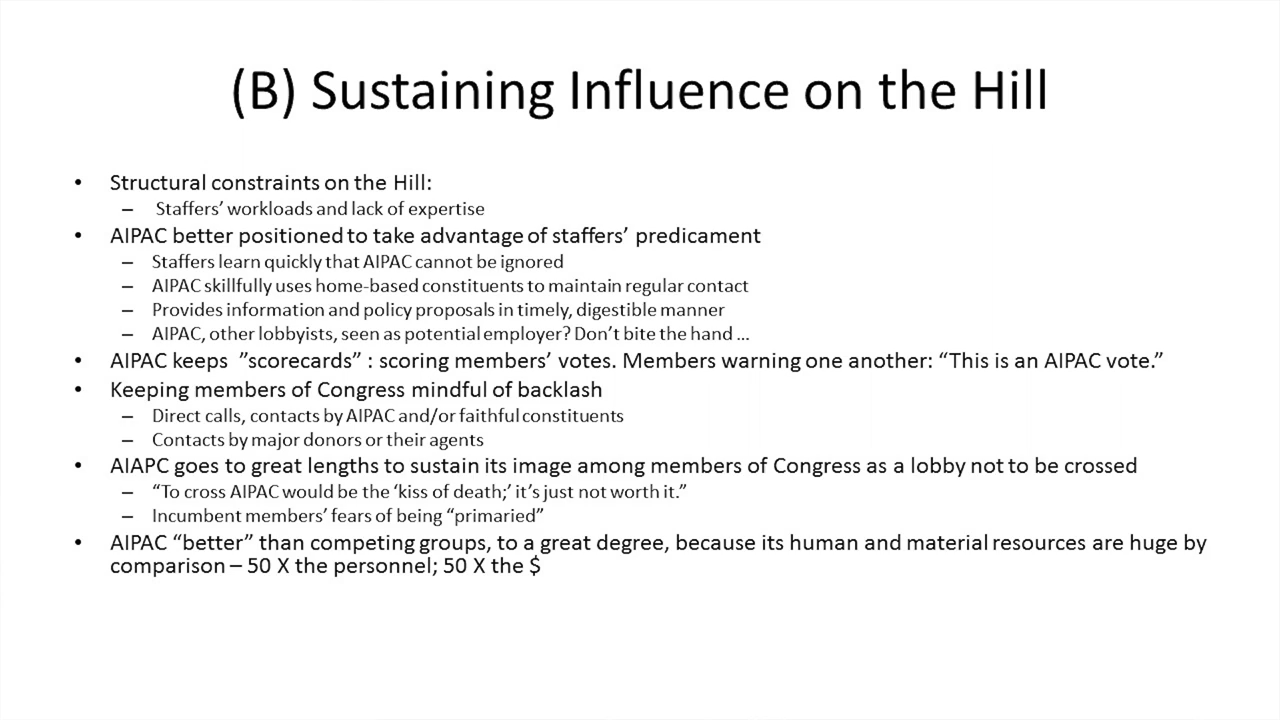 (B) Sustaining Influence on the Hill
• Structural constraints on the Hill:
– Staffers’ workloads and lack of expertise
• AIPAC better positioned to take advantage of staffers’ predicament
– Staffers learn quickly that AIPAC cannot be ignored
– AIPAC skillfully uses home-based constituents to maintain regular contact
– Provides information and policy proposals in timely, digestible manner
– AIPAC, other lobbyists, seen as potential employer? Don’t bite the hand …
• AIPAC keeps ”scorecards” : scoring members’ votes. Members warning one another: “This is an AIPAC vote.”
• Keeping members of Congress mindful of backlash
– Direct calls, contacts by AIPAC and/or faithful constituents
– Contacts by major donors or their agents
• AIAPC goes to great lengths to sustain its image among members of Congress as a lobby not to be crossed
– “To cross AIPAC would be the ‘kiss of death;’ it’s just not worth it.”
– Incumbent members’ fears of being “primaried”
• AIPAC “better” than competing groups, to a great degree, because its human and material resources are huge by
comparison – 50 X the personnel; 50 X the $